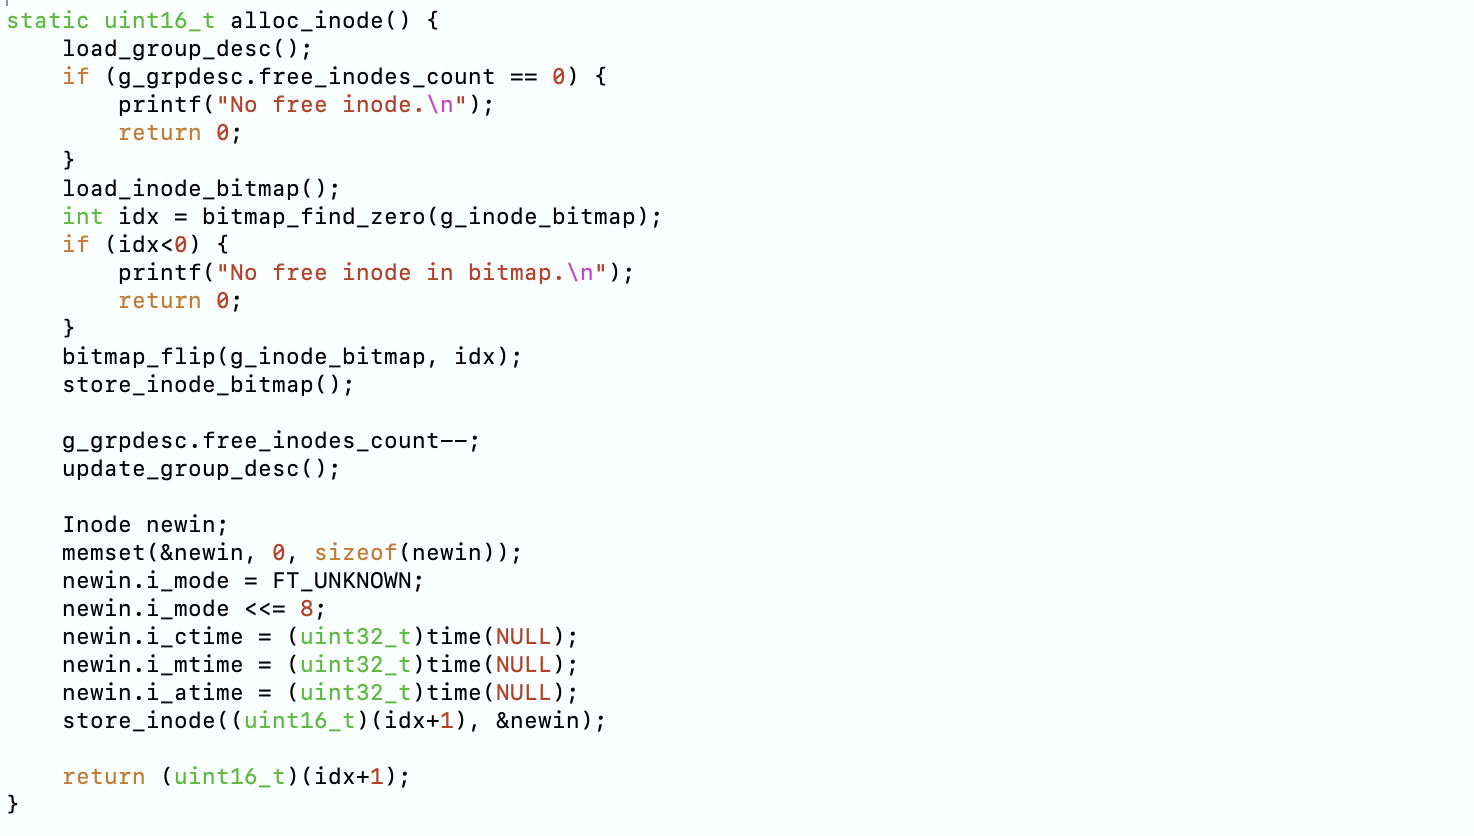 static uint16_t alloc_inode() {
    load_group_desc();
    if (g_grpdesc.free_inodes_count == 0) {
        printf("No free inode.\n");
        return 0;
    }
    load_inode_bitmap();
    int idx = bitmap_find_zero(g_inode_bitmap);
    if (idx<0) {
        printf("No free inode in bitmap.\n");
        return 0;
    }
    bitmap_flip(g_inode_bitmap, idx);
    store_inode_bitmap();

    g_grpdesc.free_inodes_count--;
    update_group_desc();

    Inode newin;
    memset(&newin, 0, sizeof(newin));
    newin.i_mode = FT_UNKNOWN;
    newin.i_mode <<= 8;
    newin.i_ctime = (uint32_t)time(NULL);
    newin.i_mtime = (uint32_t)time(NULL);
    newin.i_atime = (uint32_t)time(NULL);
    store_inode((uint16_t)(idx+1), &newin);

    return (uint16_t)(idx+1);
}